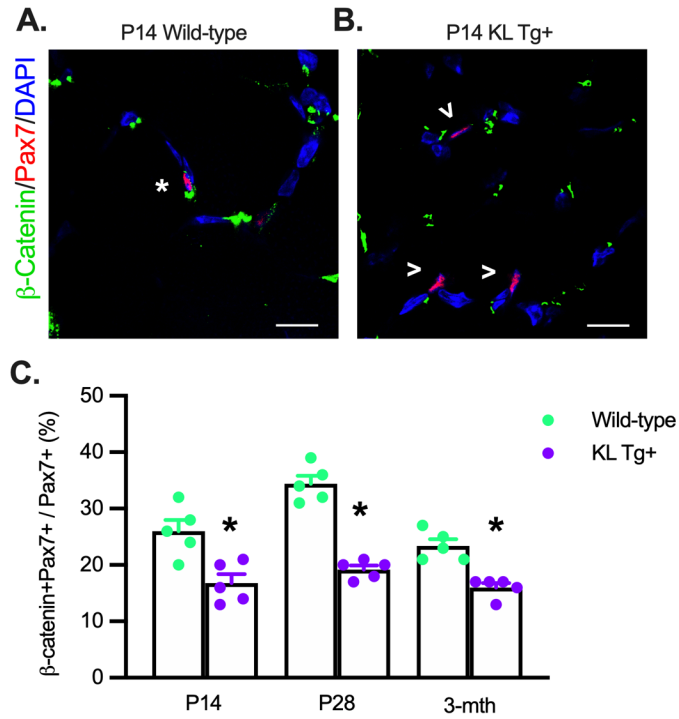 A.
P14 Wild-type
B.
P14 KL Tg+
β-Catenin/Pax7/DAPI
*
>
>
>
C.
β-catenin+Pax7+ / Pax7+ (%)
50
40
30
20
10
0
*
*
*
Wild-type
KL Tg+
P14
P28
3-mth